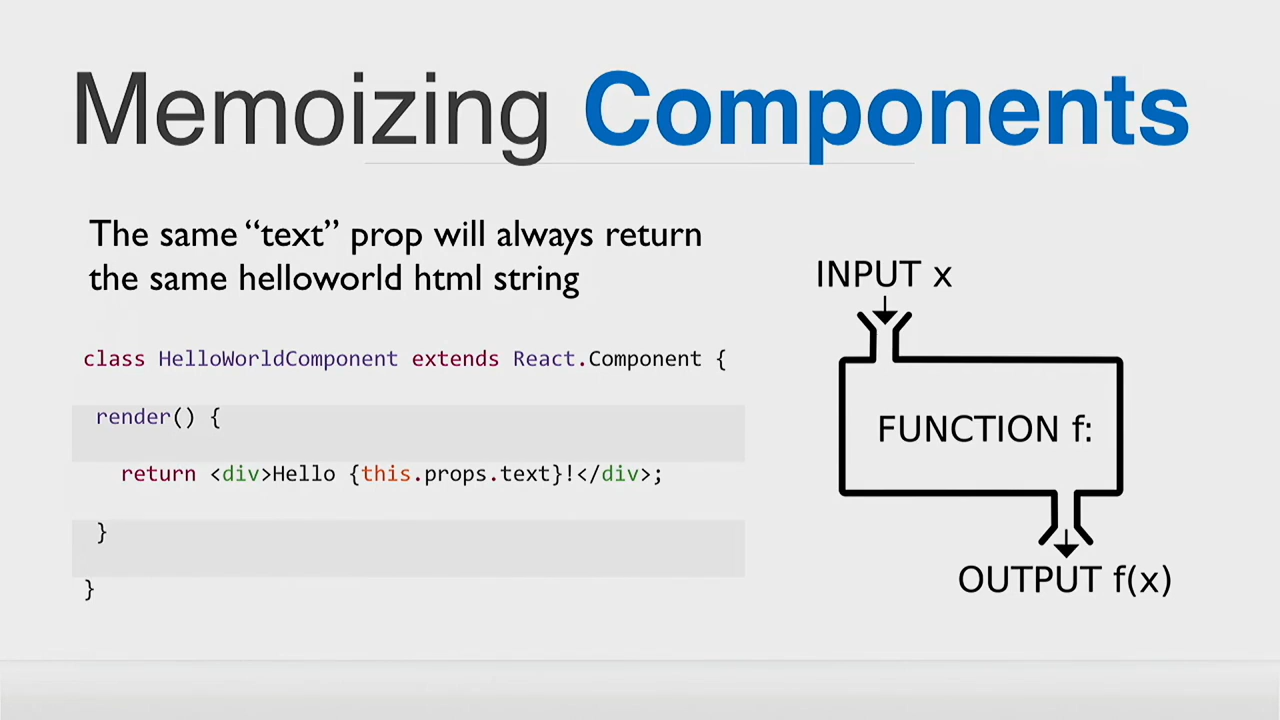 Memoizing Components
The same “text” prop will always return
the same helloworld html string
class HelloWorldComponent extends React.Component {
render() {
return <div>Hello {this.props.text}!</div>;
}
}
INPUT x
FUNCTION f:
OUTPUT f(x)